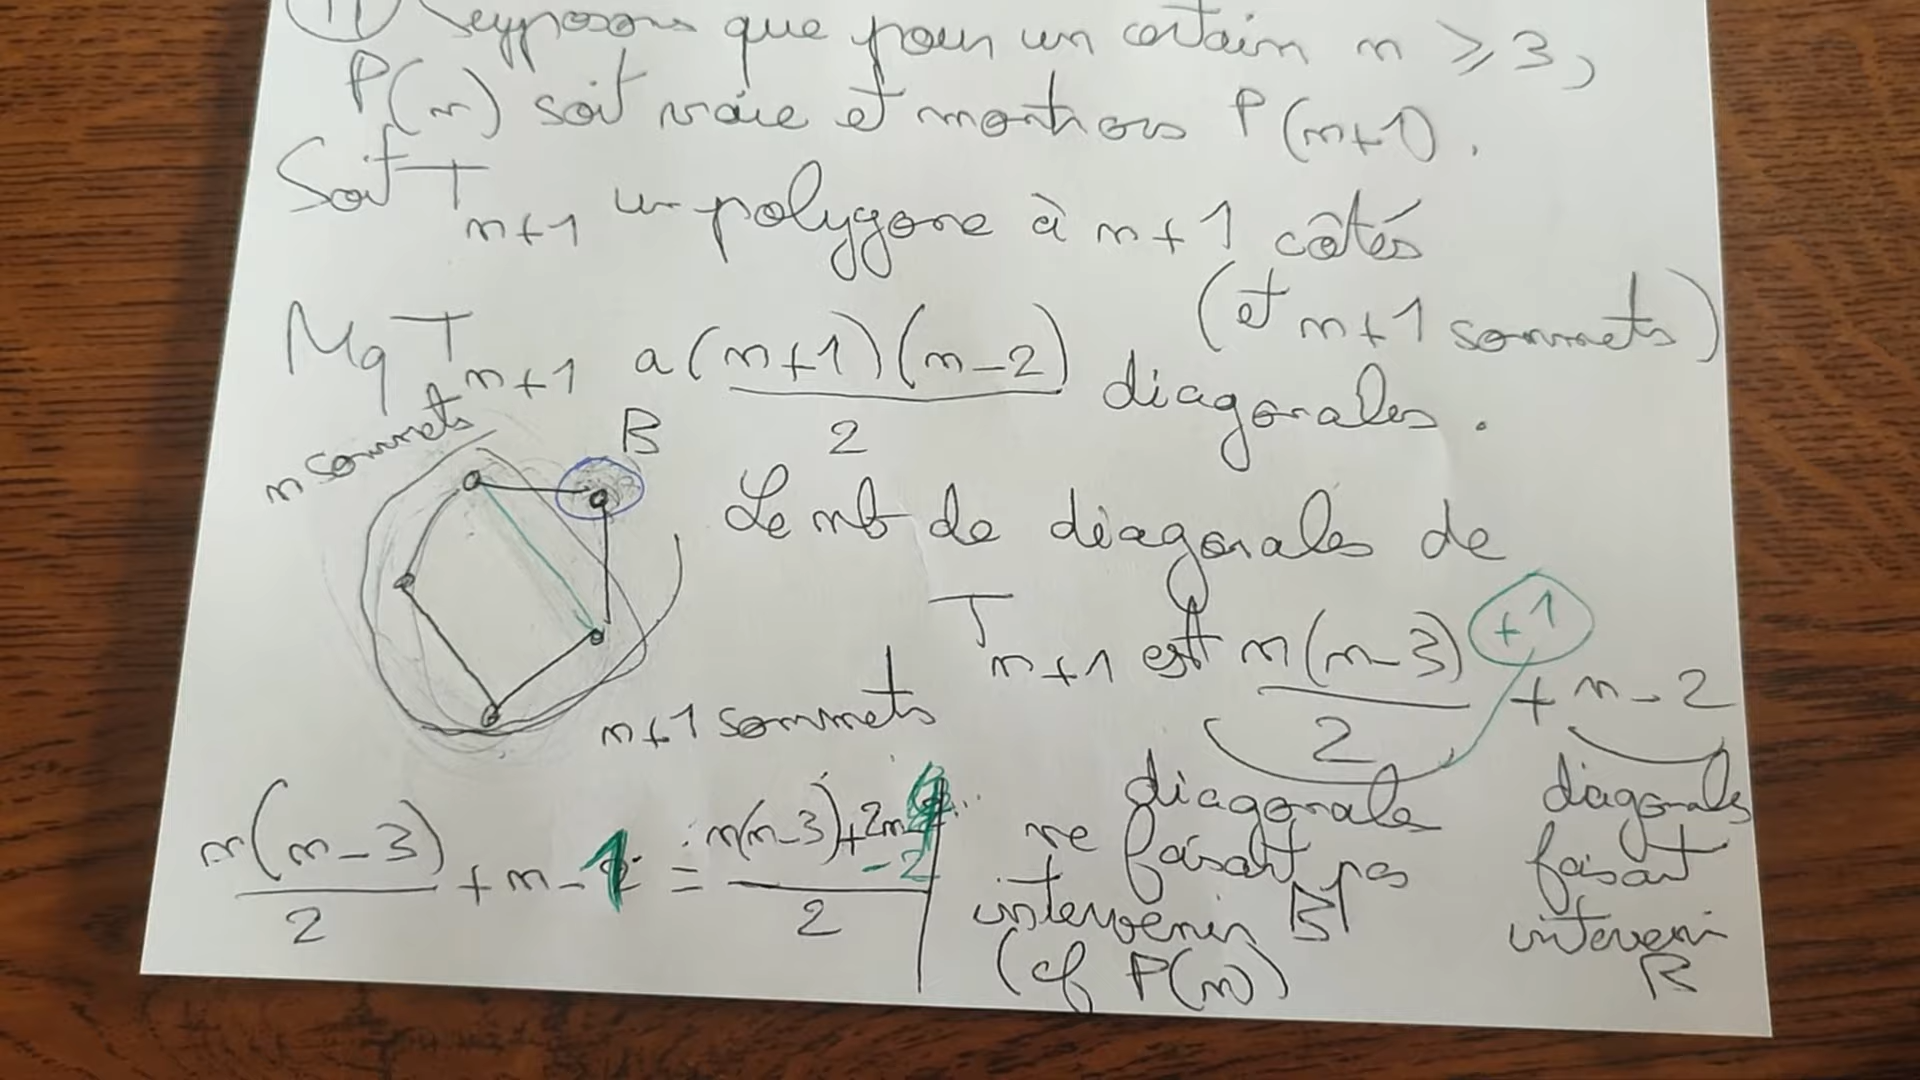 Supposons que pour un certain n ⩾ 3,
P(n) soit vraie et montrons P(n+1).
Soit T_{n+1} un polygone à n+1 côtés
(et n+1 sommets)
Mq T_{n+1} a (n+1)(n-2)/2 diagonales.
n sommets
B
Le nb de diagonales de
T_{n+1} est n(n-3)/2 +1 + n-2
n+1 sommets
diagonales
ne faisant pas
intervenir B
(cf P(n))
diagonales
faisant
intervenir
B
n(n-3)/2 + n-1 = (n(n-3)+2n-2)/2